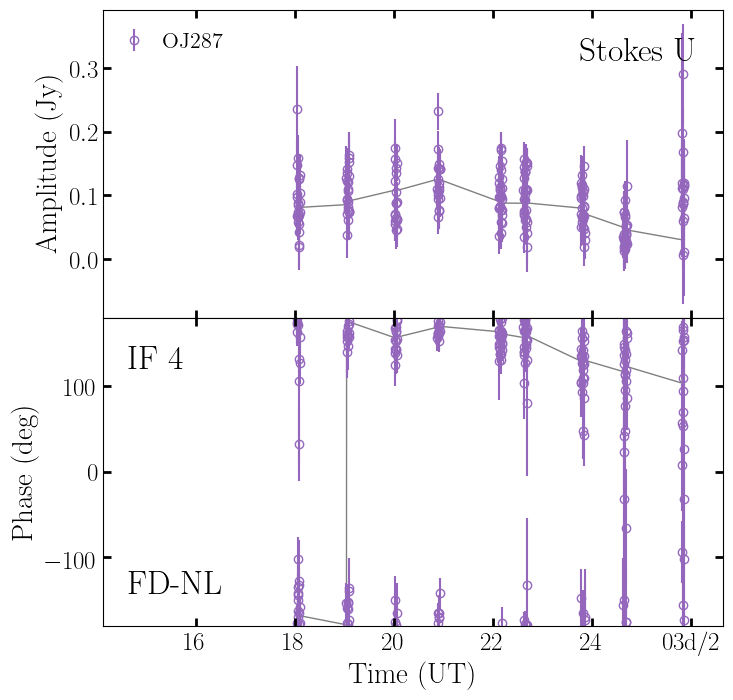 OJ287
Stokes U
Amplitude (Jy)
0.3
0.2
0.1
0.0
IF 4
FD-NL
Phase (deg)
100
0
−100
16 18 20 22 24 03d/2
Time (UT)